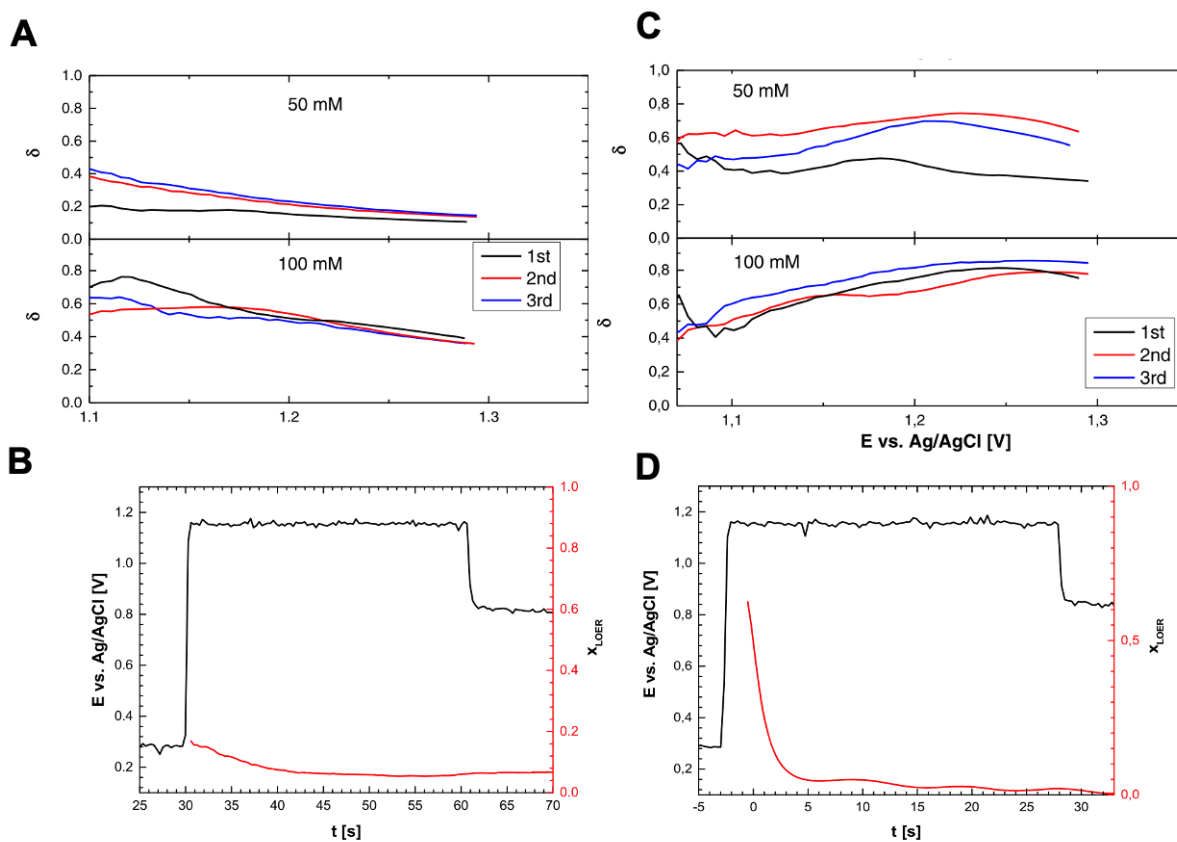 A
1.0
0.8
0.6
0.4
0.2
0.0
δ
50 mM
0.8
0.6
0.4
0.2
0.0
δ
100 mM
1st
2nd
3rd
1.1
1.2
1.3
C
1,0
0,8
0,6
0,4
0,2
0,0
δ
50 mM
0,8
0,6
0,4
0,2
0,0
δ
100 mM
1st
2nd
3rd
1,1
1,2
1,3
E vs. Ag/AgCl [V]
B
1.2
1.0
0.8
0.6
0.4
0.2
E vs. Ag/AgCl [V]
1.0
0.8
0.6
0.4
0.2
0.0
x_LOER
25 30 35 40 45 50 55 60 65 70
t [s]
D
1,2
1,0
0,8
0,6
0,4
0,2
E vs. Ag/AgCl [V]
1,0
0,5
0,0
x_LOER
-5 0 5 10 15 20 25 30
t [s]